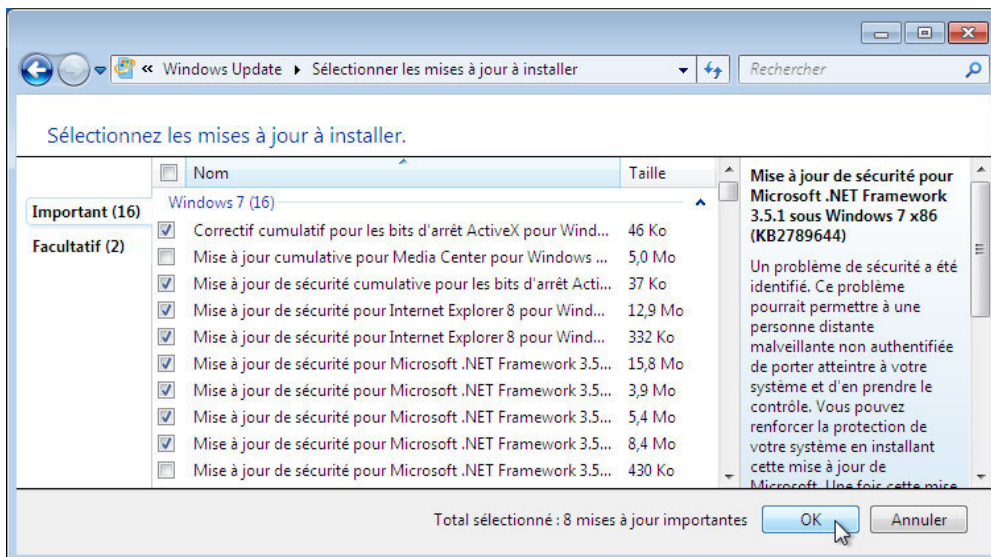 « Windows Update ▸ Sélectionner les mises à jour à installer
Rechercher
Sélectionnez les mises à jour à installer.
Nom Taille
Important (16)
Facultatif (2)
Windows 7 (16)
Correctif cumulatif pour les bits d'arrêt ActiveX pour Wind... 46 Ko
Mise à jour cumulative pour Media Center pour Windows ... 5,0 Mo
Mise à jour de sécurité cumulative pour les bits d'arrêt Acti... 37 Ko
Mise à jour de sécurité pour Internet Explorer 8 pour Wind... 12,9 Mo
Mise à jour de sécurité pour Internet Explorer 8 pour Wind... 332 Ko
Mise à jour de sécurité pour Microsoft .NET Framework 3.5... 15,8 Mo
Mise à jour de sécurité pour Microsoft .NET Framework 3.5... 3,9 Mo
Mise à jour de sécurité pour Microsoft .NET Framework 3.5... 5,4 Mo
Mise à jour de sécurité pour Microsoft .NET Framework 3.5... 8,4 Mo
Mise à jour de sécurité pour Microsoft .NET Framework 3.5... 430 Ko
Mise à jour de sécurité pour
Microsoft .NET Framework
3.5.1 sous Windows 7 x86
(KB2789644)
Un problème de sécurité a été
identifié. Ce problème
pourrait permettre à une
personne distante
malveillante non authentifiée
de porter atteinte à votre
système et d'en prendre le
contrôle. Vous pouvez
renforcer la protection de
votre système en installant
cette mise à jour de
Microsoft. Une fois cette mise
Total sélectionné : 8 mises à jour importantes
OK
Annuler